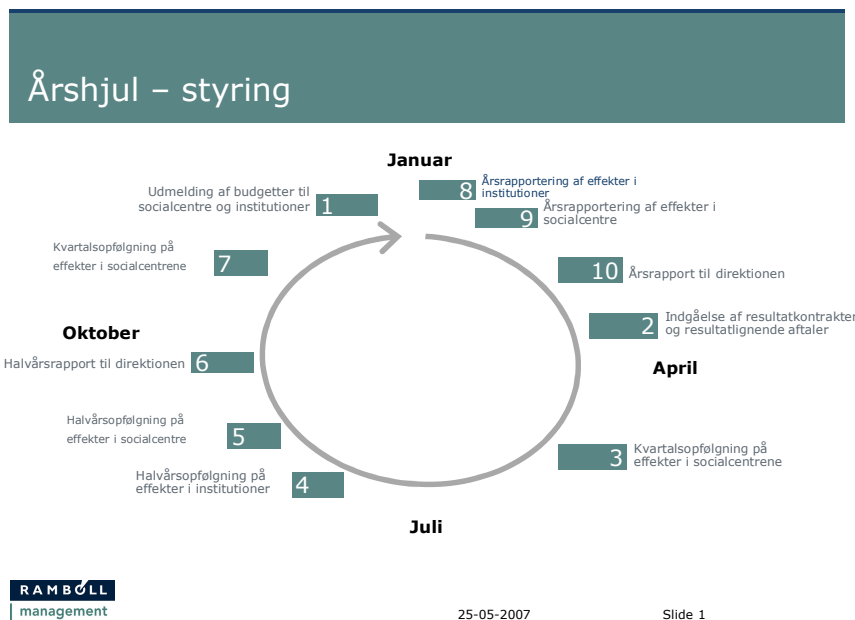 Årshjul – styring
Januar
8
Årsrapportering af effekter i
institutioner
Udmelding af budgetter til
socialcentre og institutioner
1
9
Årsrapportering af effekter i
socialcentre
Kvartalsopfølgning på
effekter i socialcentrene
7
10
Årsrapport til direktionen
2
Indgåelse af resultatkontrakter
og resultatlignende aftaler
Oktober
Halvårsrapport til direktionen
6
April
Halvårsopfølgning på
effekter i socialcentre
5
3
Kvartalsopfølgning på
effekter i socialcentrene
Halvårsopfølgning på
effekter i institutioner
4
Juli
RAMBØLL
management
25-05-2007
Slide 1